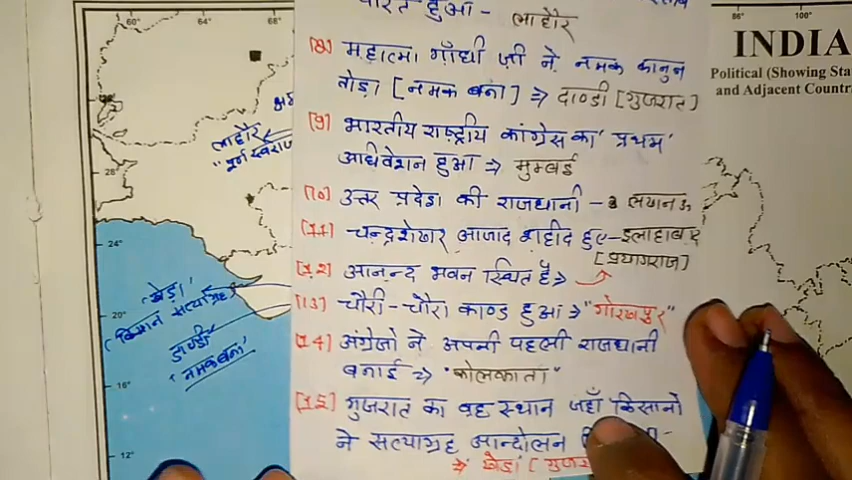 पारित हुआ - लाहौर
(8) महात्मा गाँधी जी ने नमक कानुन
तोड़ा [नमक बना] ⇒ दाण्डी [गुजरात]
(9) भारतीय राष्ट्रीय कांग्रेस का 'प्रथम'
अधिवेशन हुआ ⇒ मुम्बई
(10) उत्तर प्रदेश की राजधानी - लखनऊ
(11) चन्द्रशेखर आजाद शहीद हुए - इलाहाबाद
[प्रयागराज]
(12) आनन्द भवन स्थित है ⇒
(13) चौरी-चौरा काण्ड हुआ ⇒ "गोरखपुर"
(14) अंग्रेजो ने अपनी पहली राजधानी
बनाई ⇒ "कोलकाता"
(15) गुजरात का वह स्थान जहाँ किसानो
ने सत्याग्रह आन्दोलन
⇒ खेड़ा [
INDIA
Political (Showing Sta
and Adjacent Countr
60° 64° 68°
86° 100°
28°
24°
20°
16°
12°
लाहौर
"पूर्ण स्वराज
'खेड़ा'
(किसान सत्याग्रह)
डाण्डी
'नमक बना'